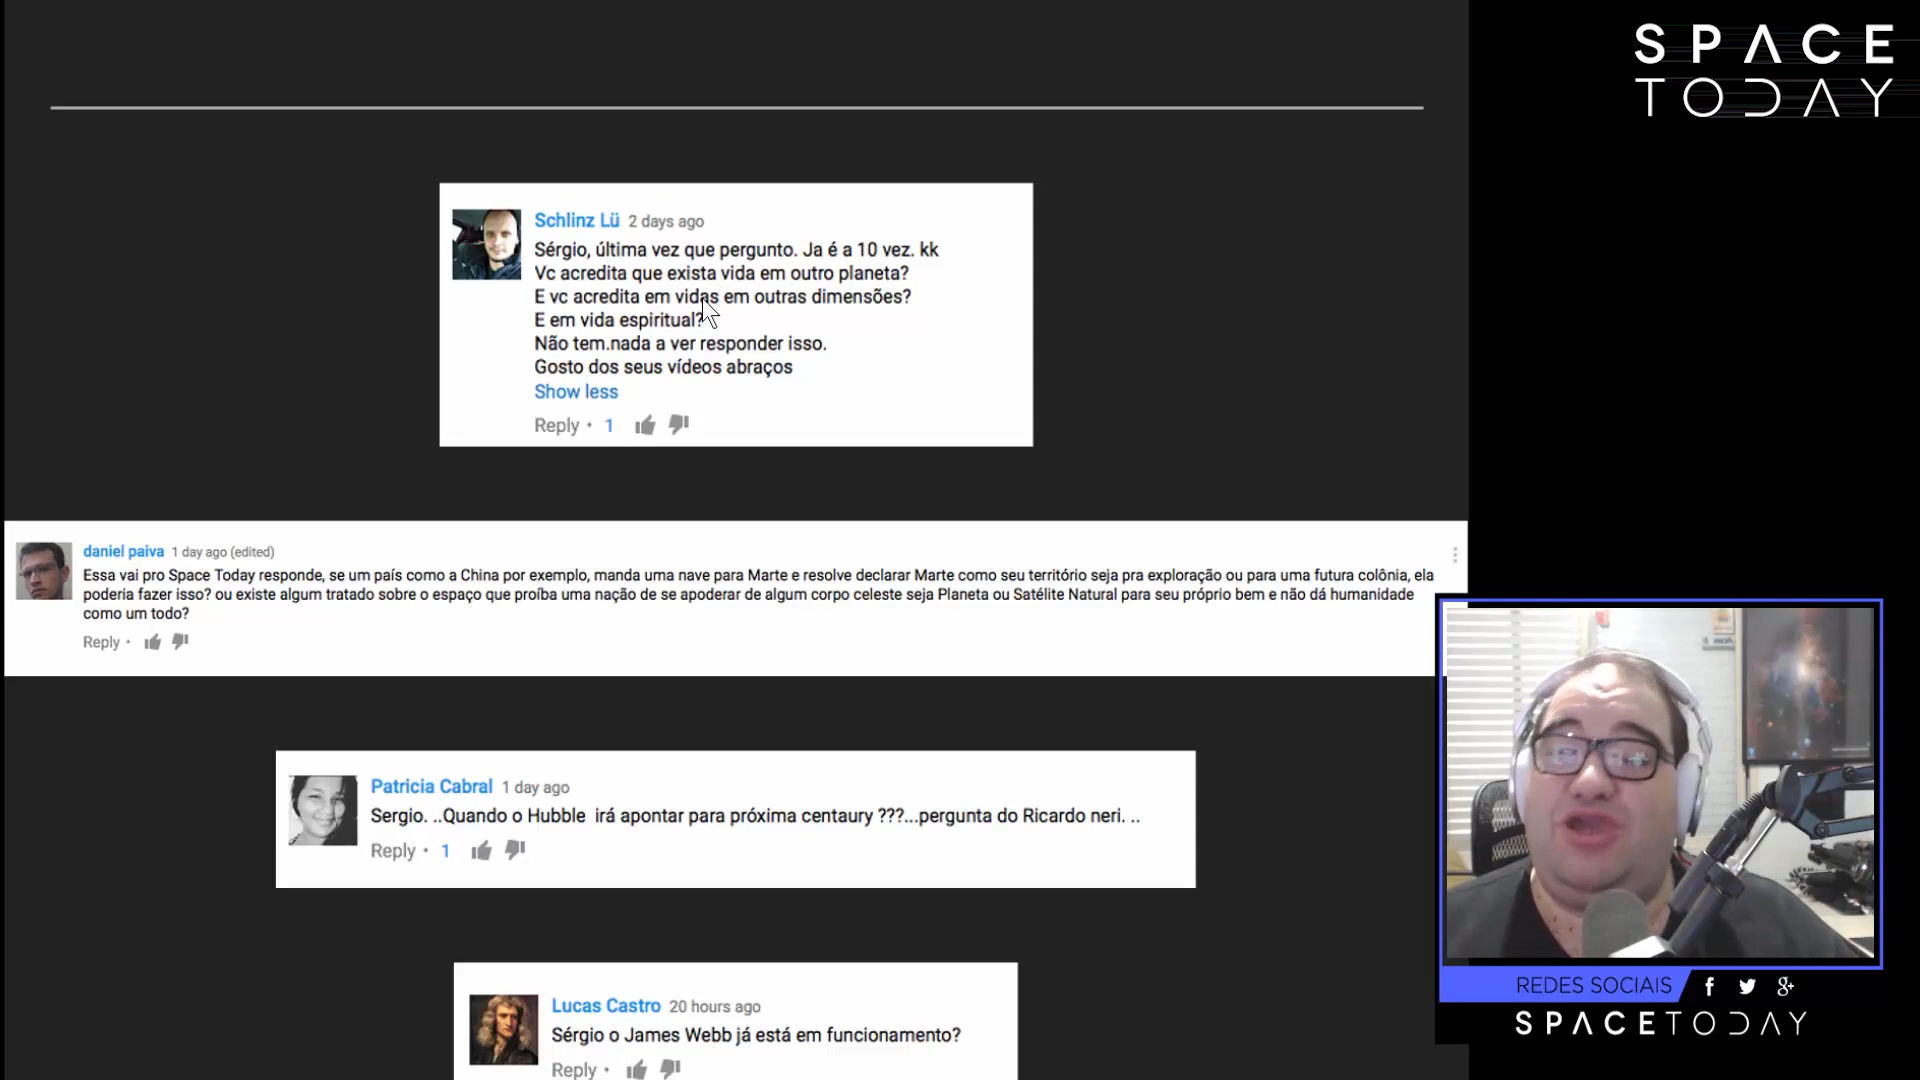 SPACE
TODAY
Schlinz Lü 2 days ago
Sérgio, última vez que pergunto. Ja é a 10 vez. kk
Vc acredita que exista vida em outro planeta?
E vc acredita em vidas em outras dimensões?
E em vida espiritual?
Não tem.nada a ver responder isso.
Gosto dos seus vídeos abraços
Show less
Reply • 1
daniel paiva 1 day ago (edited)
Essa vai pro Space Today responde, se um país como a China por exemplo, manda uma nave para Marte e resolve declarar Marte como seu território seja pra exploração ou para uma futura colônia, ela
poderia fazer isso? ou existe algum tratado sobre o espaço que proíba uma nação de se apoderar de algum corpo celeste seja Planeta ou Satélite Natural para seu próprio bem e não dá humanidade
como um todo?
Reply •
Patricia Cabral 1 day ago
Sergio. ..Quando o Hubble irá apontar para próxima centaury ???...pergunta do Ricardo neri. ..
Reply • 1
Lucas Castro 20 hours ago
Sérgio o James Webb já está em funcionamento?
Reply •
REDES SOCIAIS f g+
SPACETODAY